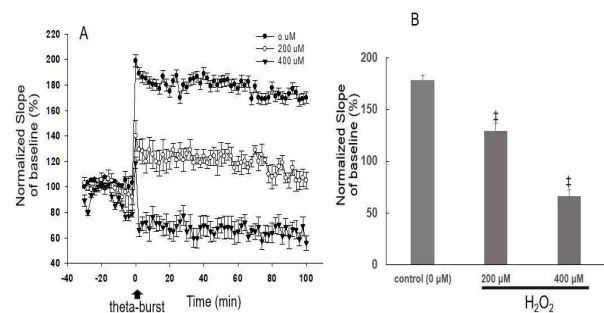 A
o uM
200 uM
400 uM
Normalized Slope
of baseline (%)
220
200
180
160
140
120
100
80
60
40
-40
-20
0
20
40
60
80
100
theta-burst
Time (min)
B
Normalized Slope
of baseline (%)
200
150
100
50
0
‡
‡
control (0 µM)
200 µM
400 µM
H₂O₂